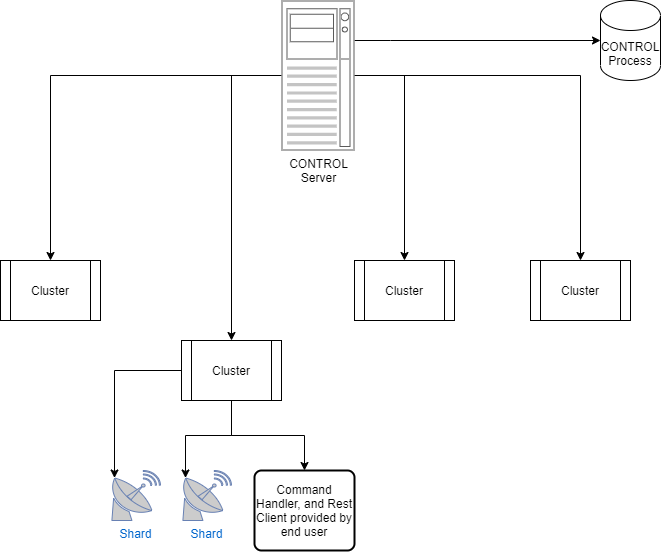 CONTROL
Process
CONTROL
Server
Cluster
Cluster
Cluster
Cluster
Shard
Shard
Command
Handler, and Rest
Client provided by
end user